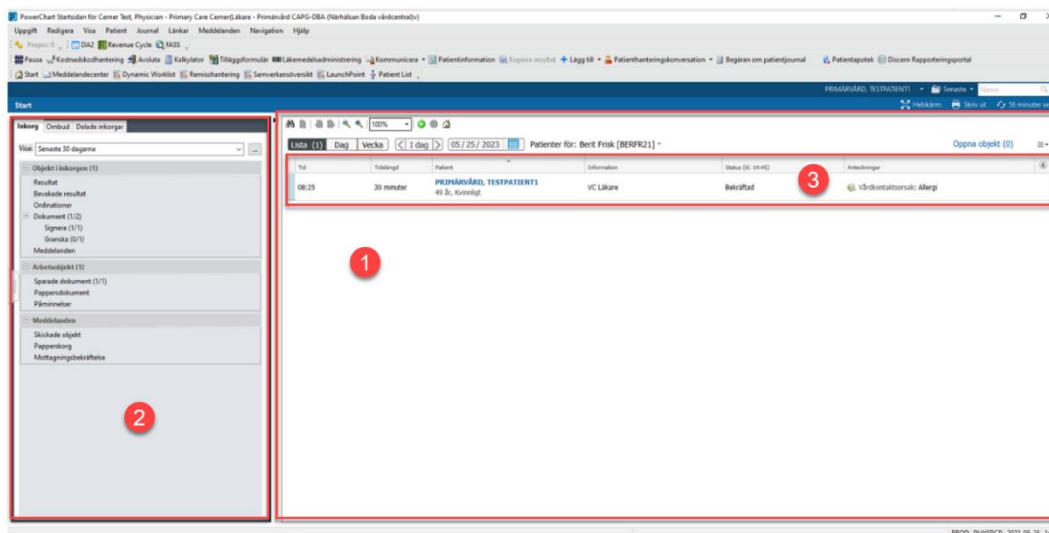 PowerChart Startsidan för Cerner Test, Physician - Primary Care Cerner(Läkare - Primärvård CAPG-DBA (Närhälsan Boda vårdcentral)v)
Uppgift Redigera Visa Patient Journal Länkar Meddelanden Navigation Hjälp
Propos: 0 DA2 Revenue Cycle FASS
Pausa Kostnadskodhantering Avsluta Kalkylator Tilläggsformulär Läkemedelsadministrering Kommunicera Patientinformation Kopiera resultat Lägg till Patienthanteringskonversation Begäran om patientjournal Patientapotek Discern Rapporteringsportal
Start Meddelandecenter Dynamic Worklist Remisshantering Samverkansöversikt LaunchPoint Patient List
PRIMÄRVÅRD, TESTPATIENT1 Senaste Namn
Start Helskärm Skriv ut 56 minuter se
Inkorg Ombud Delade inkorgar
100%
Visa: Senaste 30 dagarna ...
Lista (1) Dag Vecka < I dag > 05/25/2023 Patienter för: Berit Frisk [BERFR21] Öppna objekt (0)
Objekt i inkorgen (1)
Resultat
Bevakade resultat
Ordinationer
Dokument (1/2)
Signera (1/1)
Granska (0/1)
Meddelanden
Arbetsobjekt (1)
Sparade dokument (1/1)
Pappersdokument
Påminnelser
Meddelanden
Skickade objekt
Papperskorg
Mottagningsbekräftelse
2
Tid Tidslängd Patient Information Status [kl. 14:45] Anteckningar
08:25 30 minuter PRIMÄRVÅRD, TESTPATIENT1 VC Läkare Bekräftad Vårdkontaktsorsak: Allergi
49 år, Kvinnligt
3
1